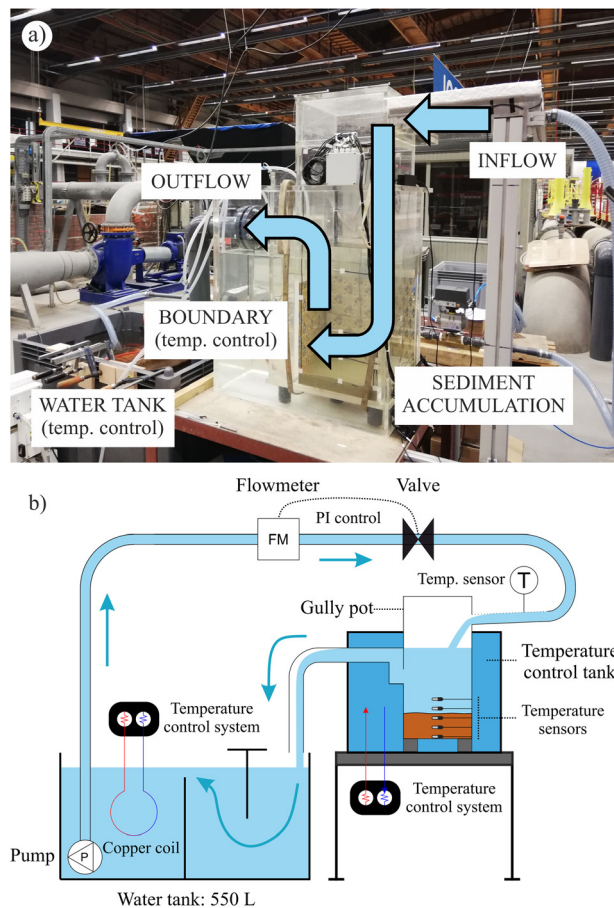 a)
INFLOW
OUTFLOW
BOUNDARY
(temp. control)
WATER TANK
(temp. control)
SEDIMENT
ACCUMULATION
b)
Flowmeter
Valve
PI control
FM
Temp. sensor
T
Gully pot
Temperature
control tank
Temperature
sensors
Temperature
control system
Temperature
control system
Copper coil
Pump
P
Water tank: 550 L